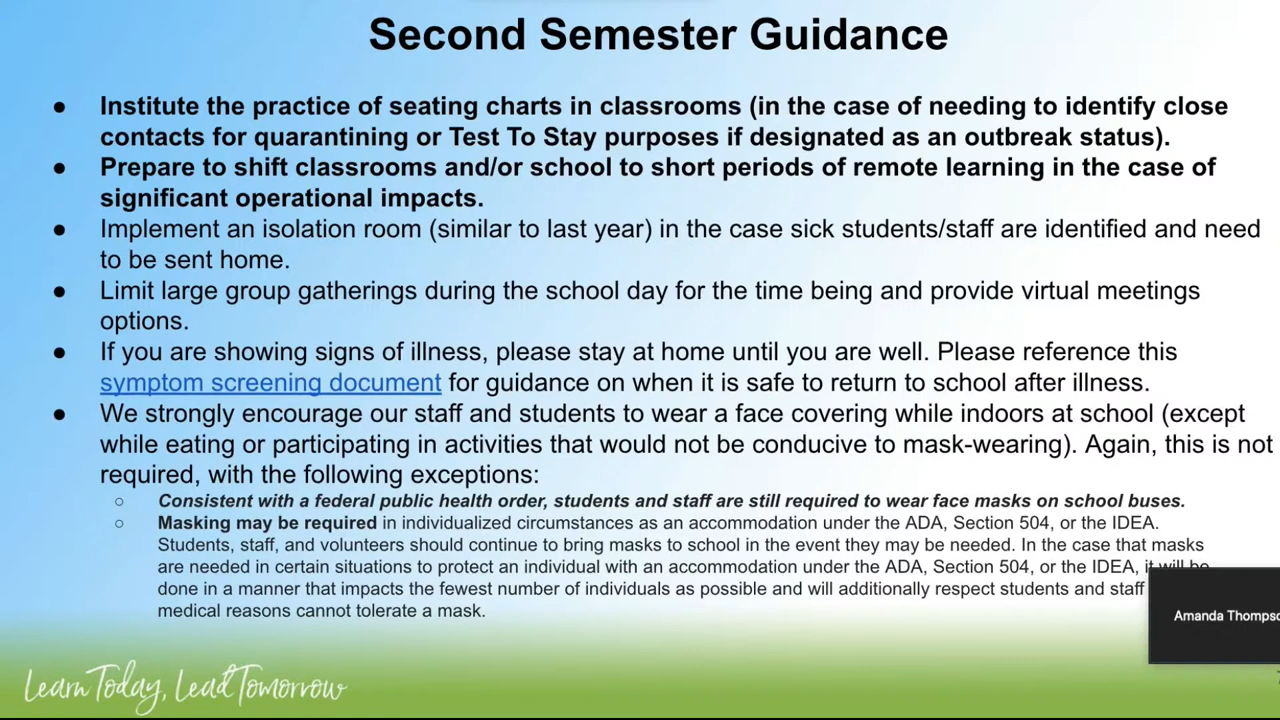 Second Semester Guidance
● Institute the practice of seating charts in classrooms (in the case of needing to identify close
contacts for quarantining or Test To Stay purposes if designated as an outbreak status).
● Prepare to shift classrooms and/or school to short periods of remote learning in the case of
significant operational impacts.
● Implement an isolation room (similar to last year) in the case sick students/staff are identified and need
to be sent home.
● Limit large group gatherings during the school day for the time being and provide virtual meetings
options.
● If you are showing signs of illness, please stay at home until you are well. Please reference this
symptom screening document for guidance on when it is safe to return to school after illness.
● We strongly encourage our staff and students to wear a face covering while indoors at school (except
while eating or participating in activities that would not be conducive to mask-wearing). Again, this is not
required, with the following exceptions:
○ Consistent with a federal public health order, students and staff are still required to wear face masks on school buses.
○ Masking may be required in individualized circumstances as an accommodation under the ADA, Section 504, or the IDEA.
Students, staff, and volunteers should continue to bring masks to school in the event they may be needed. In the case that masks
are needed in certain situations to protect an individual with an accommodation under the ADA, Section 504, or the IDEA, it will be
done in a manner that impacts the fewest number of individuals as possible and will additionally respect students and staff
medical reasons cannot tolerate a mask.
Amanda Thompso
Learn Today, Lead Tomorrow